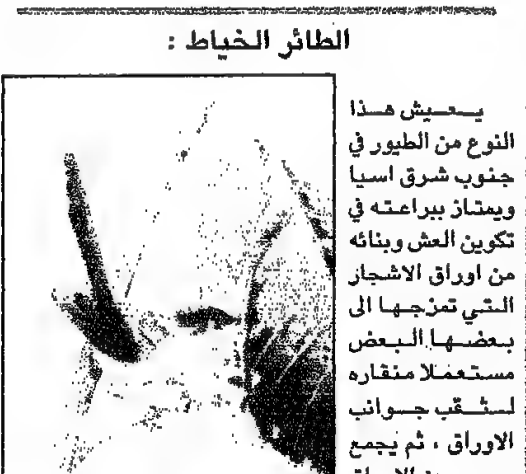 الطائر الخياط :
يعيش هذا
النوع من الطيور في
جنوب شرق اسيا
ويمتاز ببراعته في
تكوين العش وبنائه
من اوراق الاشجار
التي تمزجها الى
بعضها البعض
مستعملا منقاره
لستقب جوانب
الاوراق ، ثم يجمع